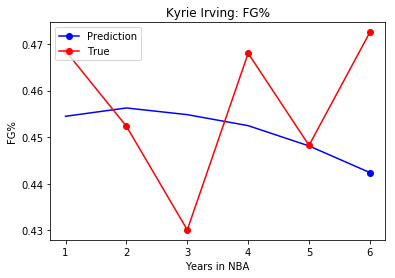 Kyrie Irving: FG%
Prediction
True
0.47
0.46
0.45
0.44
0.43
FG%
1 2 3 4 5 6
Years in NBA